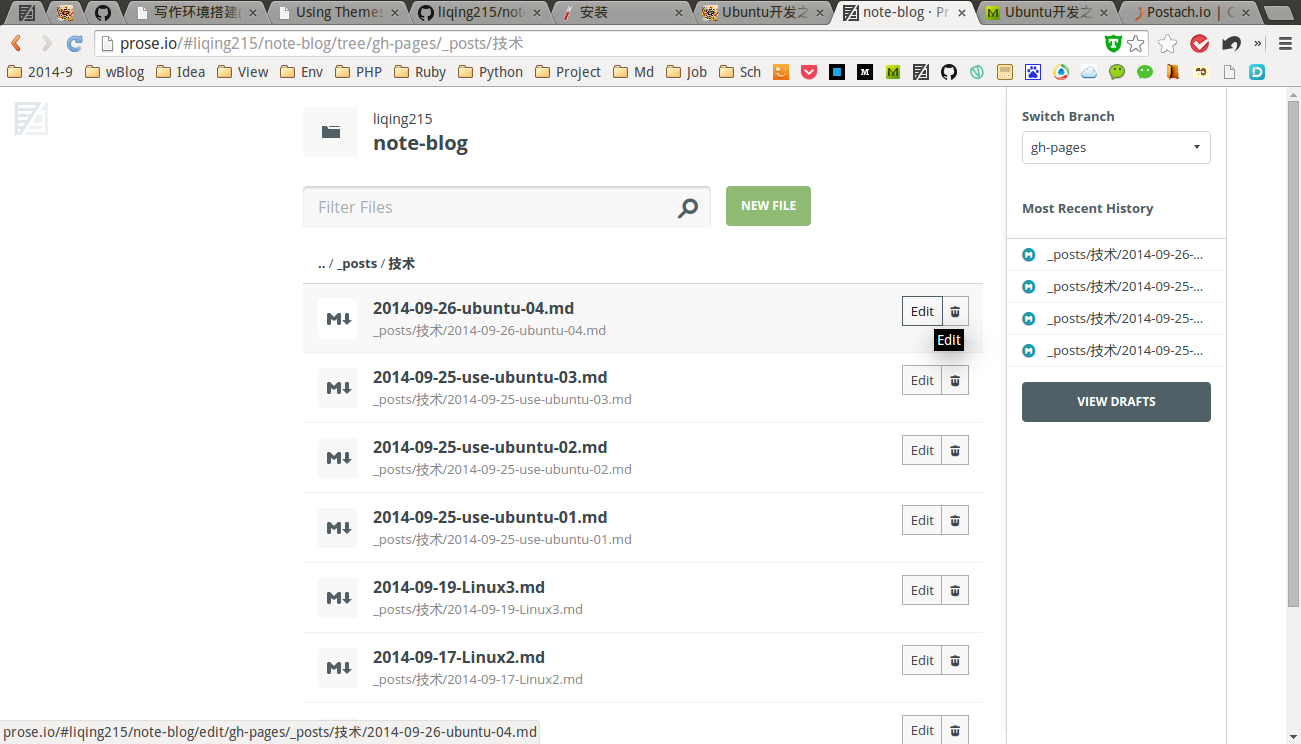 写作环境搭建(
Using Themes
liqing215/note
安装
Ubuntu开发之
note-blog · Pr
Ubuntu开发之
Postach.io | C
prose.io/#liqing215/note-blog/tree/gh-pages/_posts/技术
2014-9 wBlog Idea View Env PHP Ruby Python Project Md Job Sch
liqing215
note-blog
Filter Files
NEW FILE
.. / _posts / 技术
2014-09-26-ubuntu-04.md
_posts/技术/2014-09-26-ubuntu-04.md
Edit
Edit
2014-09-25-use-ubuntu-03.md
_posts/技术/2014-09-25-use-ubuntu-03.md
Edit
2014-09-25-use-ubuntu-02.md
_posts/技术/2014-09-25-use-ubuntu-02.md
Edit
2014-09-25-use-ubuntu-01.md
_posts/技术/2014-09-25-use-ubuntu-01.md
Edit
2014-09-19-Linux3.md
_posts/技术/2014-09-19-Linux3.md
Edit
2014-09-17-Linux2.md
_posts/技术/2014-09-17-Linux2.md
Edit
Edit
Switch Branch
gh-pages
Most Recent History
_posts/技术/2014-09-26-...
_posts/技术/2014-09-25-...
_posts/技术/2014-09-25-...
_posts/技术/2014-09-25-...
VIEW DRAFTS
prose.io/#liqing215/note-blog/edit/gh-pages/_posts/技术/2014-09-26-ubuntu-04.md